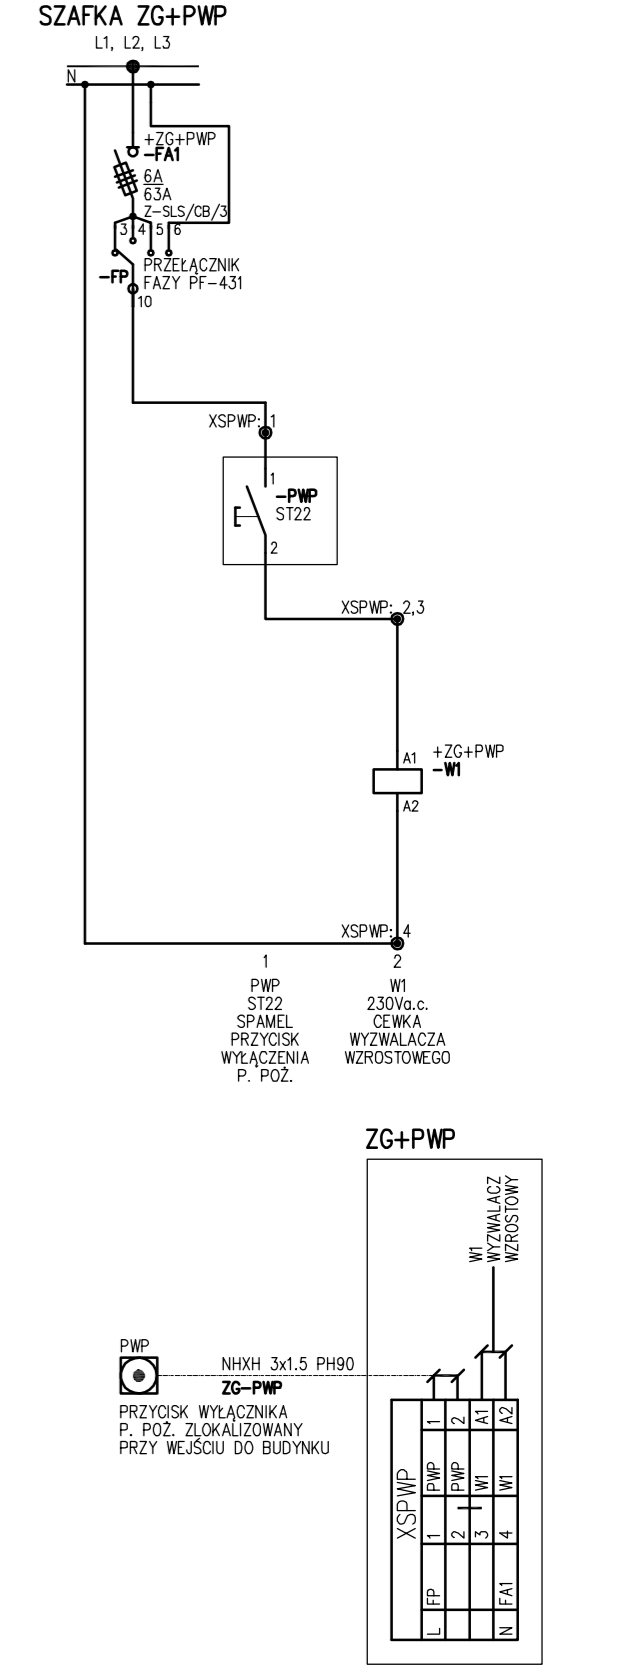 SZAFKA ZG+PWP
L1, L2, L3
N
+ZG+PWP
-FA1
6A
63A
Z-SLS/CB/3
3 4 5 6
PRZEŁĄCZNIK
-FP FAZY PF-431
10
XSPWP: 1
1
-PWP
ST22
2
XSPWP: 2,3
A1
+ZG+PWP
-W1
A2
XSPWP: 4
1
PWP
ST22
SPAMEL
PRZYCISK
WYŁĄCZENIA
P. POŻ.
2
W1
230Va.c.
CEWKA
WYZWALACZA
WZROSTOWEGO
ZG+PWP
W1
WYZWALACZ
WZROSTOWY
PWP
NHXH 3x1.5 PH90
ZG-PWP
PRZYCISK WYŁĄCZNIKA
P. POŻ. ZLOKALIZOWANY
PRZY WEJŚCIU DO BUDYNKU
XSPWP
L FP 1 PWP 1
2 PWP 2
3 W1 A1
N FA1 4 W1 A2